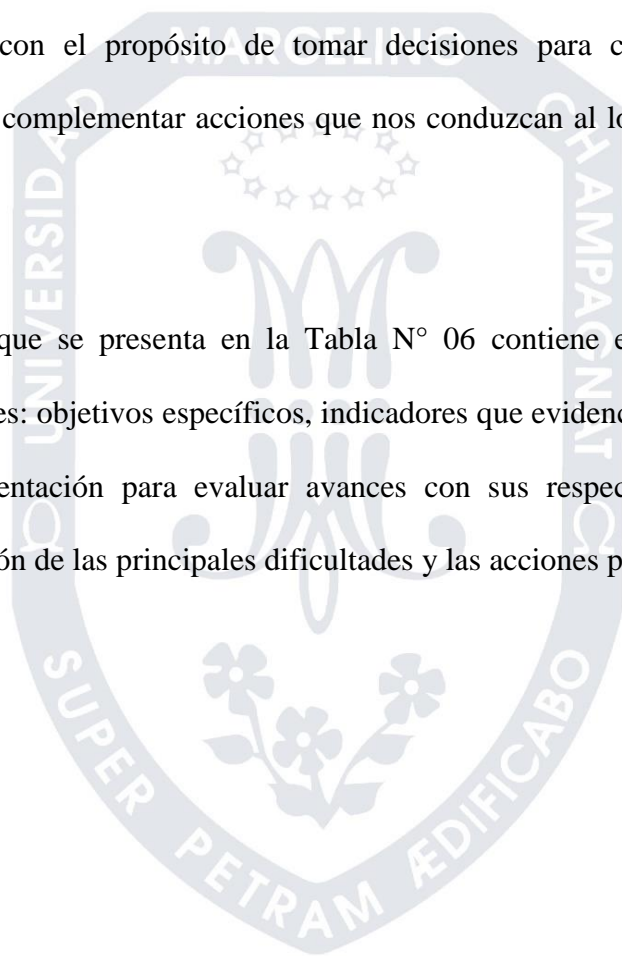 con el propósito de tomar decisiones para c
complementar acciones que nos conduzcan al lo
que se presenta en la Tabla N° 06 contiene e
es: objetivos específicos, indicadores que evidenc
entación para evaluar avances con sus respec
ón de las principales dificultades y las acciones p
UNIVERSIDAD MARCELINO CHAMPAGNAT
SUPER PETRAM ÆDIFICABO